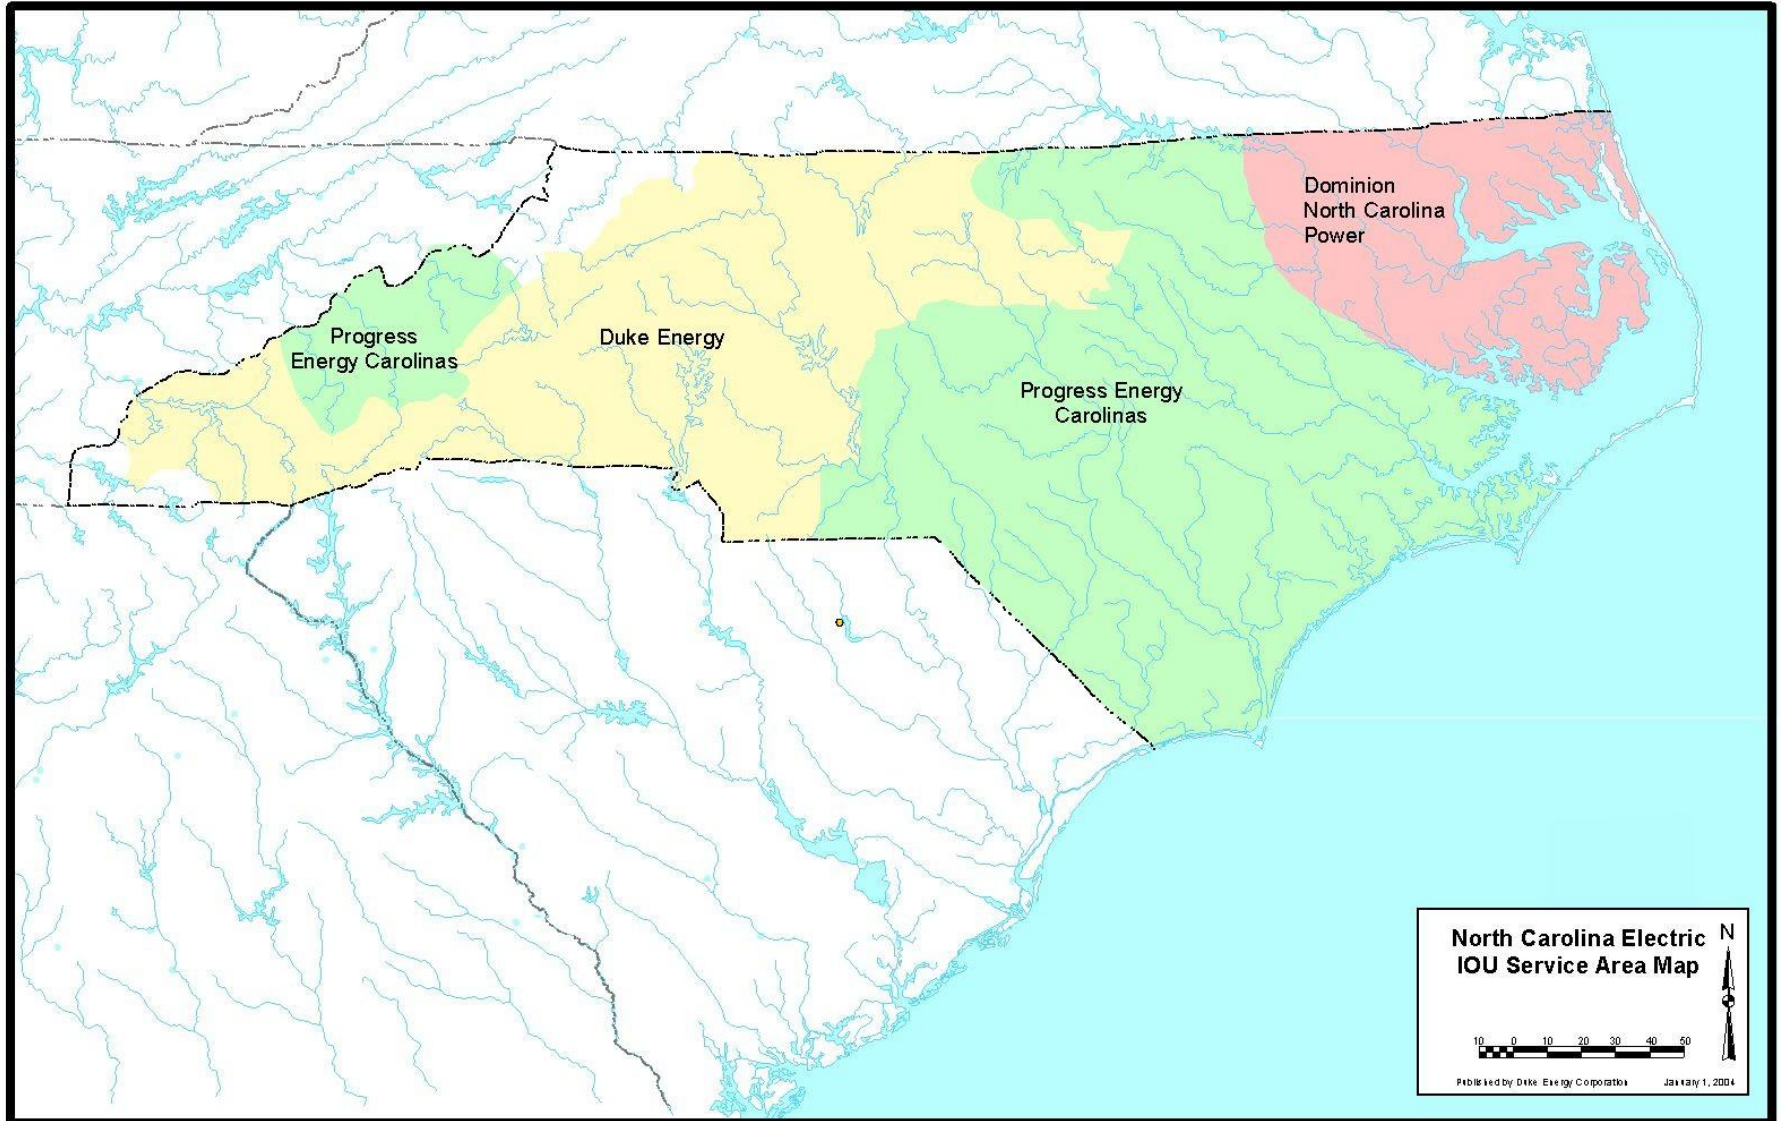 Dominion
North Carolina
Power
Progress
Energy Carolinas
Duke Energy
Progress Energy
Carolinas
North Carolina Electric
IOU Service Area Map
N
10 0 10 20 30 40 50
Published by Duke Energy Corporation January 1, 2004